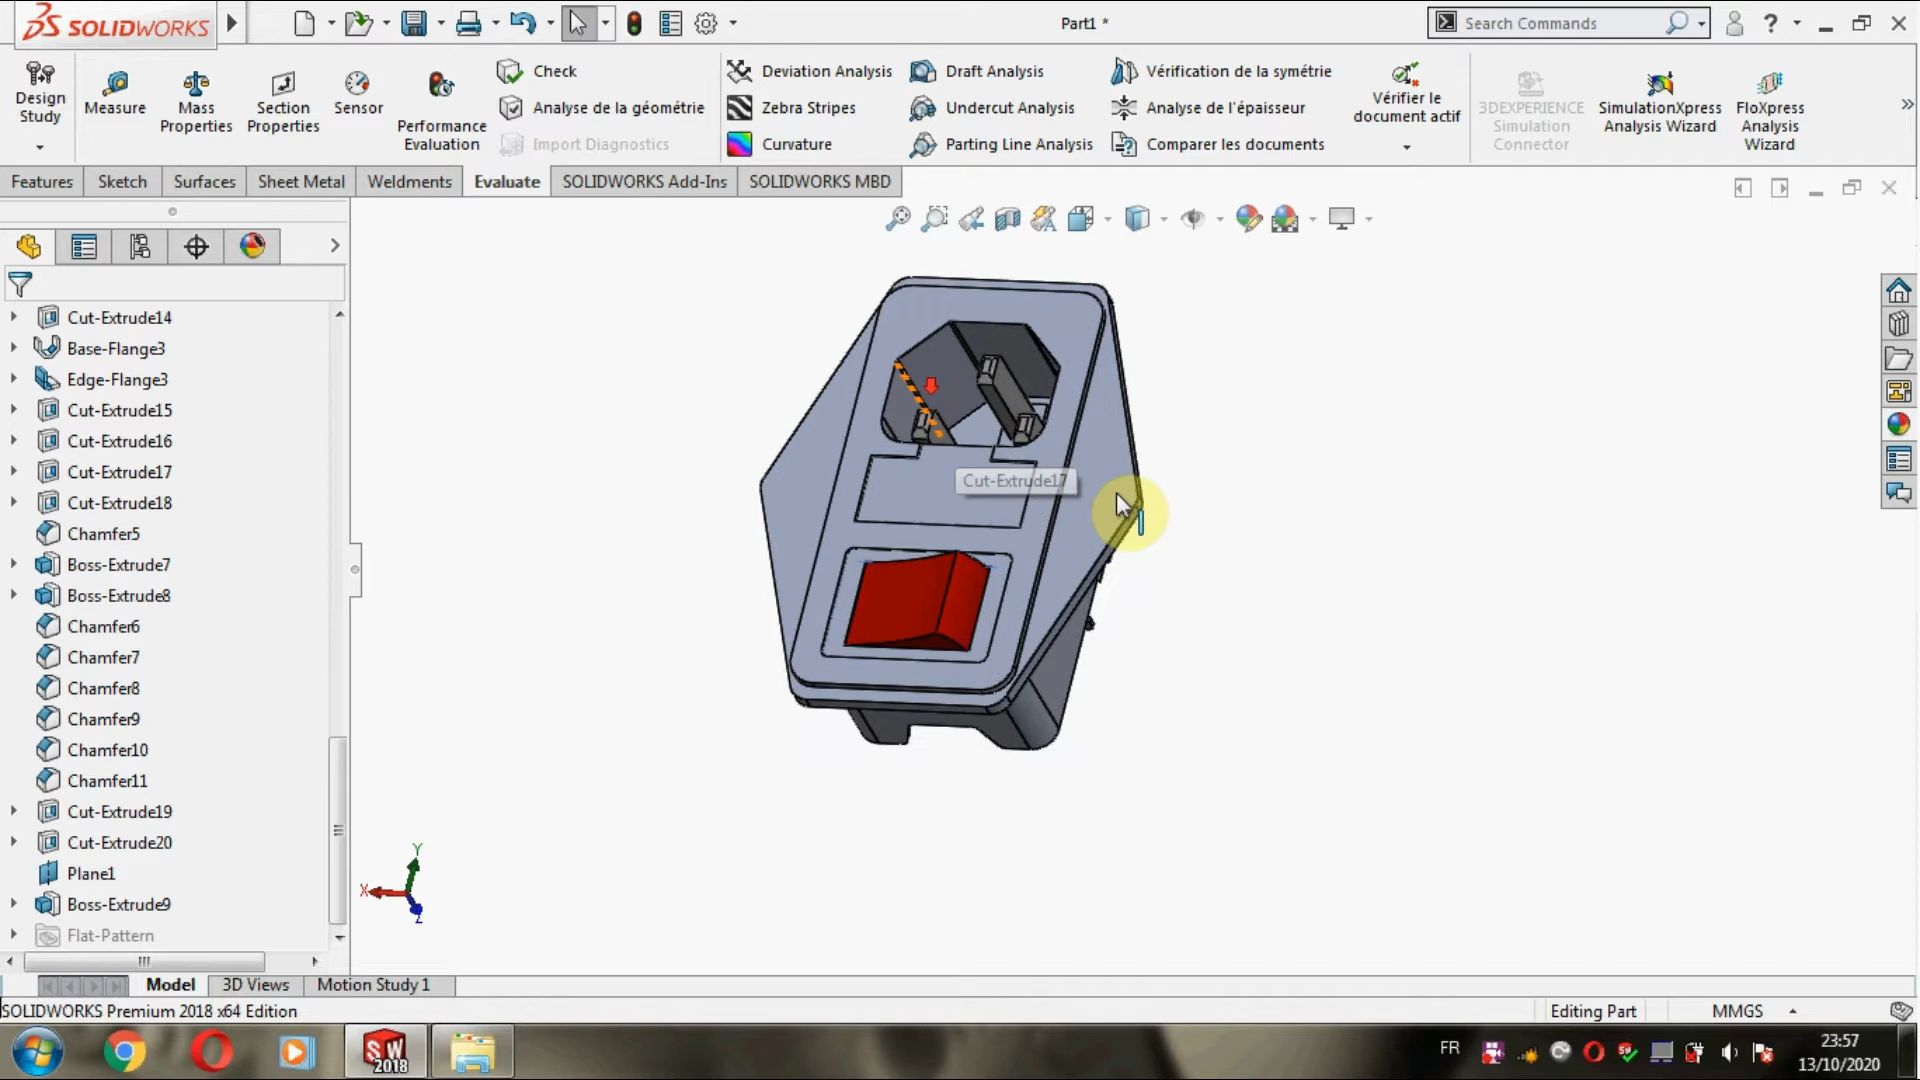 SOLIDWORKS
Part1 *
Search Commands
?
Design
Study
Measure
Mass
Properties
Section
Properties
Sensor
Performance
Evaluation
Check
Analyse de la géométrie
Import Diagnostics
Deviation Analysis
Zebra Stripes
Curvature
Draft Analysis
Undercut Analysis
Parting Line Analysis
Vérification de la symétrie
Analyse de l'épaisseur
Comparer les documents
Vérifier le
document actif
3DEXPERIENCE
Simulation
Connector
SimulationXpress
Analysis Wizard
FloXpress
Analysis
Wizard
Features
Sketch
Surfaces
Sheet Metal
Weldments
Evaluate
SOLIDWORKS Add-Ins
SOLIDWORKS MBD
Cut-Extrude14
Base-Flange3
Edge-Flange3
Cut-Extrude15
Cut-Extrude16
Cut-Extrude17
Cut-Extrude18
Chamfer5
Boss-Extrude7
Boss-Extrude8
Chamfer6
Chamfer7
Chamfer8
Chamfer9
Chamfer10
Chamfer11
Cut-Extrude19
Cut-Extrude20
Plane1
Boss-Extrude9
Flat-Pattern
Cut-Extrude17
Y
X
Z
Model
3D Views
Motion Study 1
SOLIDWORKS Premium 2018 x64 Edition
Editing Part
MMGS
SW
2018
FR
23:57
13/10/2020